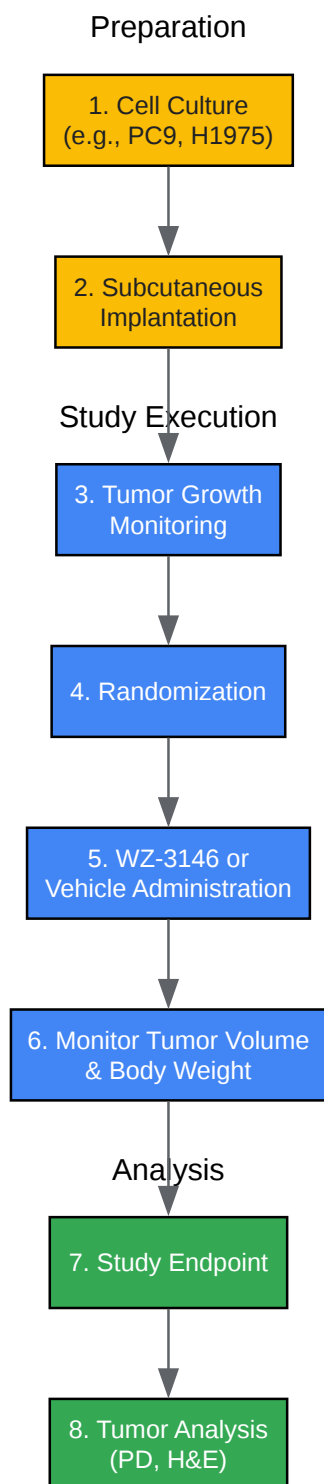 Preparation
1. Cell Culture
(e.g., PC9, H1975)
2. Subcutaneous
Implantation
Study Execution
3. Tumor Growth
Monitoring
4. Randomization
5. WZ-3146 or
Vehicle Administration
6. Monitor Tumor Volume
& Body Weight
Analysis
7. Study Endpoint
8. Tumor Analysis
(PD, H&E)